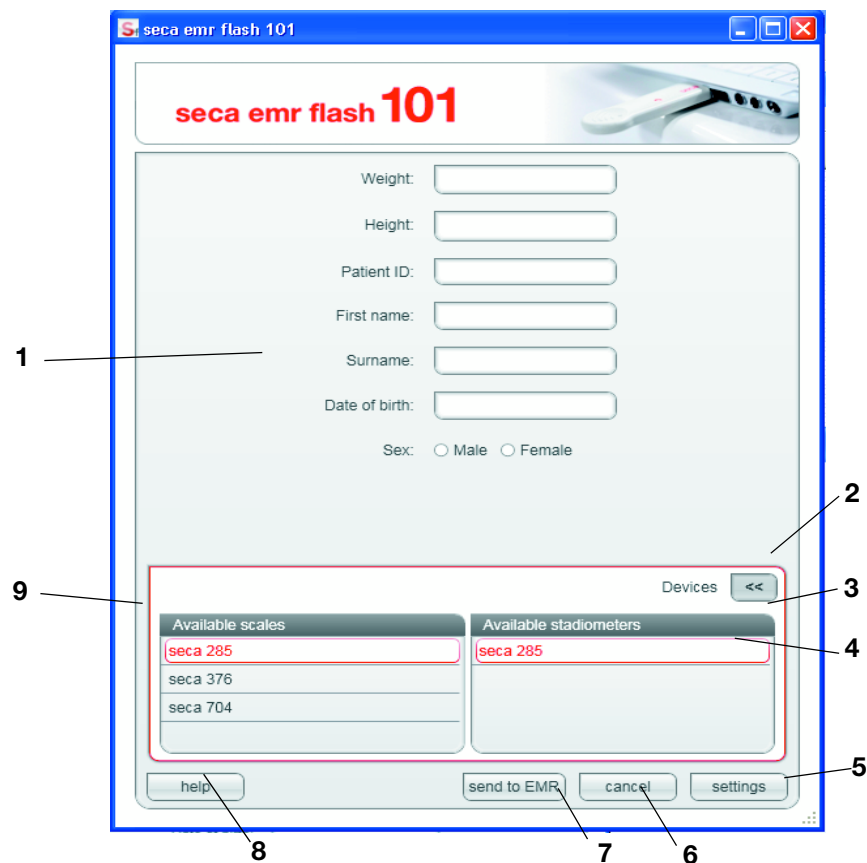 seca emr flash 101
seca emr flash 101
Weight:
Height:
Patient ID:
First name:
1
Surname:
Date of birth:
Sex: Male Female
2
Devices <<
3
9
Available scales Available stadiometers
4
seca 285 seca 285
seca 376
seca 704
5
help send to EMR cancel settings
8 7 6